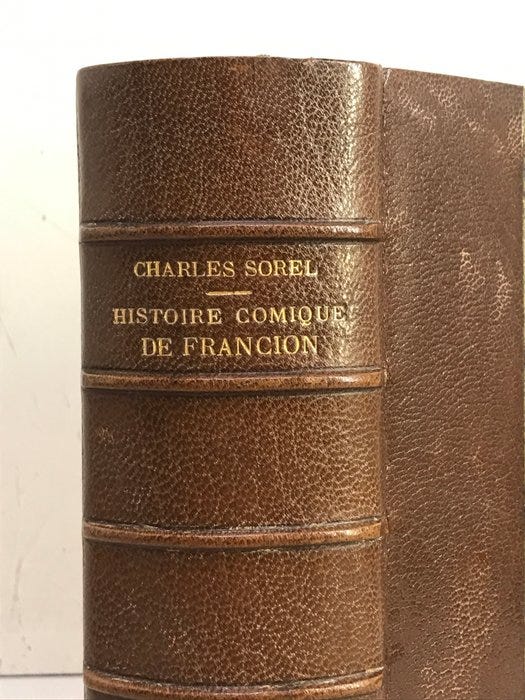 CHARLES SOREL
HISTOIRE COMIQUE
DE FRANCION